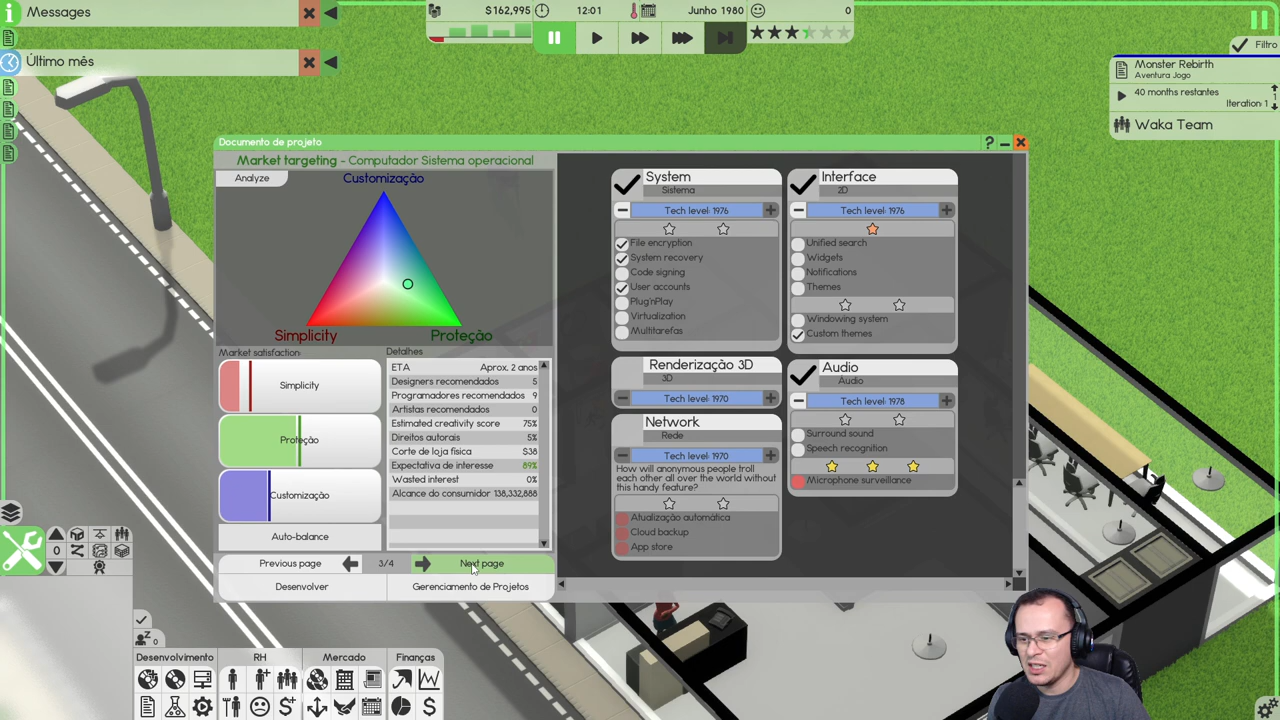 Messages
Último mês
$162,995
12:01
Junho 1980
0
Filtro
Monster Rebirth
Aventura Jogo
40 months restantes
Iteration: 1
1
Waka Team
Documento de projeto
?
Market targeting - Computador Sistema operacional
Analyze
Customização
Simplicity
Proteção
Market satisfaction
Simplicity
Proteção
Customização
Auto-balance
Detalhes
ETA Aprox. 2 anos
Designers recomendados 5
Programadores recomendados 9
Artistas recomendados 0
Estimated creativity score 75%
Direitos autorais 5%
Corte de loja física $38
Expectativa de interesse 89%
Wasted interest 0%
Alcance do consumidor 138,332,888
Previous page
3/4
Next page
Desenvolver
Gerenciamento de Projetos
System
Sistema
Tech level: 1976
File encryption
System recovery
Code signing
User accounts
Plug'nPlay
Virtualization
Multitarefas
Interface
2D
Tech level: 1976
Unified search
Widgets
Notifications
Themes
Windowing system
Custom themes
Renderização 3D
3D
Tech level: 1970
Network
Rede
Tech level: 1970
How will anonymous people troll
each other all over the world without
this handy feature?
Atualização automática
Cloud backup
App store
Audio
Áudio
Tech level: 1978
Surround sound
Speech recognition
Microphone surveillance
0
0
Desenvolvimento
RH
Mercado
Finanças